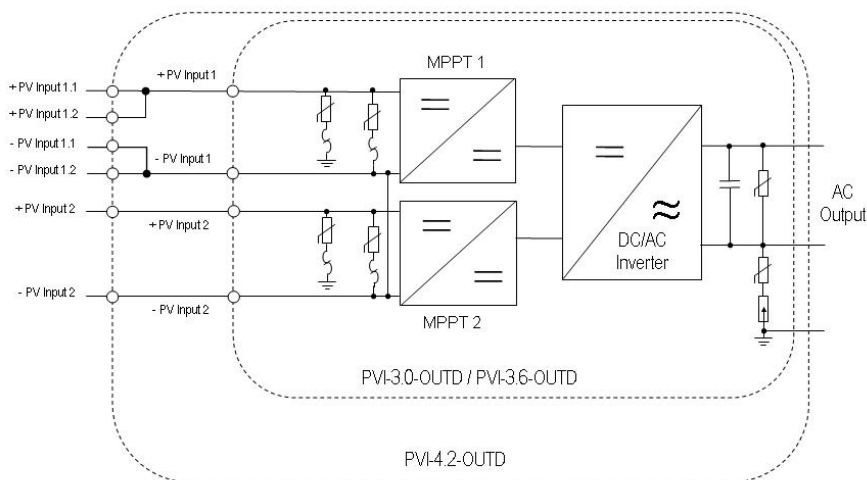 MPPT 1
+ PV Input 1.1
+ PV Input 1
+ PV Input 1.2
- PV Input 1.1
- PV Input 1
- PV Input 1.2
+ PV Input 2
+ PV Input 2
DC/AC
Inverter
AC
Output
- PV Input 2
- PV Input 2
MPPT 2
PVI-3.0-OUTD / PVI-3.6-OUTD
PVI-4.2-OUTD